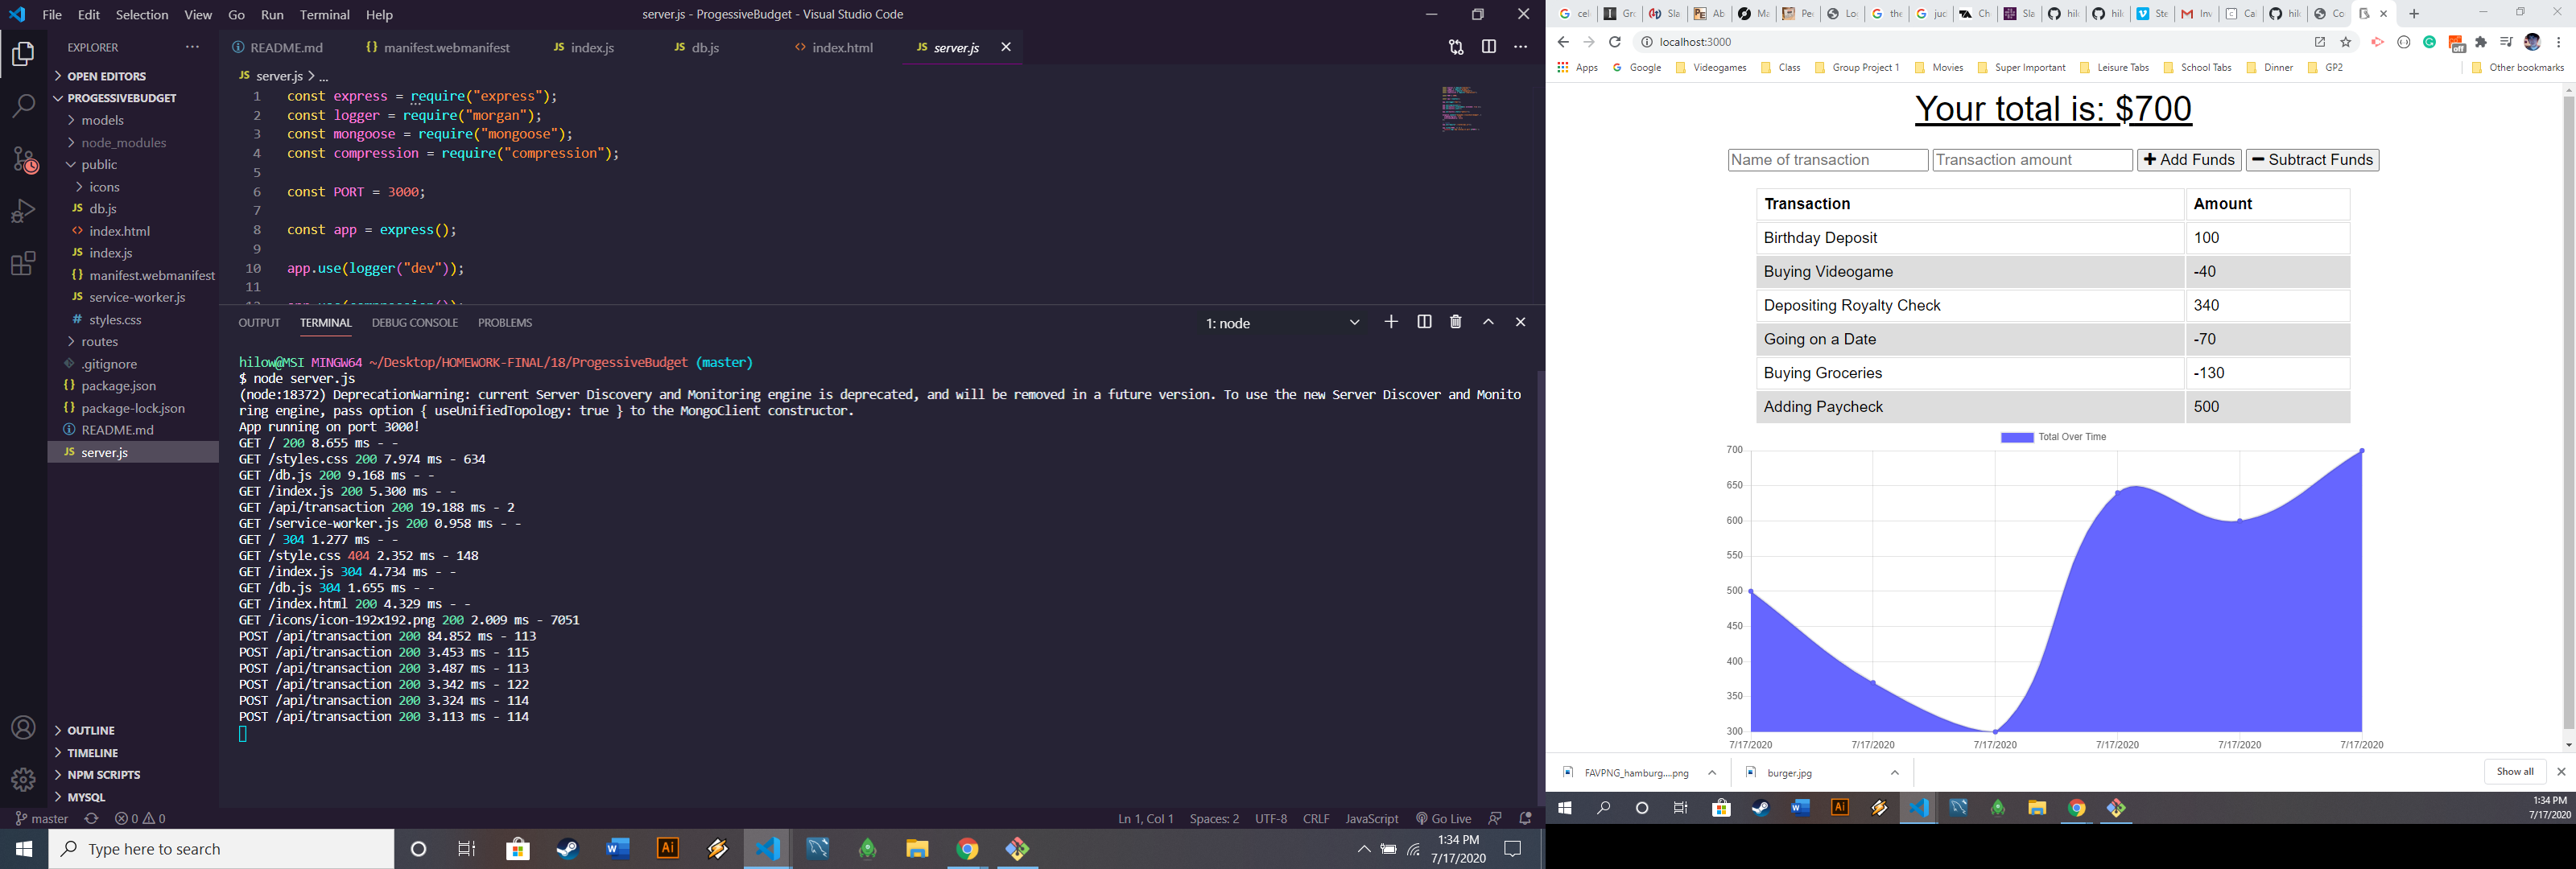 File Edit Selection View Go Run Terminal Help
server.js - ProgessiveBudget - Visual Studio Code
EXPLORER
OPEN EDITORS
PROGESSIVEBUDGET
models
node_modules
public
icons
JS db.js
<> index.html
JS index.js
{} manifest.webmanifest
JS service-worker.js
# styles.css
routes
.gitignore
{} package.json
{} package-lock.json
README.md
JS server.js
OUTLINE
TIMELINE
NPM SCRIPTS
MYSQL
README.md
{} manifest.webmanifest
JS index.js
JS db.js
<> index.html
JS server.js
JS server.js > ...
1 const express = require("express");
2 const logger = require("morgan");
3 const mongoose = require("mongoose");
4 const compression = require("compression");
5
6 const PORT = 3000;
7
8 const app = express();
9
10 app.use(logger("dev"));
11
OUTPUT TERMINAL DEBUG CONSOLE PROBLEMS
1: node
hilow@MSI MINGW64 ~/Desktop/HOMEWORK-FINAL/18/ProgessiveBudget (master)
$ node server.js
(node:18372) DeprecationWarning: current Server Discovery and Monitoring engine is deprecated, and will be removed in a future version. To use the new Server Discover and Monito
ring engine, pass option { useUnifiedTopology: true } to the MongoClient constructor.
App running on port 3000!
GET / 200 8.655 ms - -
GET /styles.css 200 7.974 ms - 634
GET /db.js 200 9.168 ms - -
GET /index.js 200 5.300 ms - -
GET /api/transaction 200 19.188 ms - 2
GET /service-worker.js 200 0.958 ms - -
GET / 304 1.277 ms - -
GET /style.css 404 2.352 ms - 148
GET /index.js 304 4.734 ms - -
GET /db.js 304 1.655 ms - -
GET /index.html 200 4.329 ms - -
GET /icons/icon-192x192.png 200 2.009 ms - 7051
POST /api/transaction 200 84.852 ms - 113
POST /api/transaction 200 3.453 ms - 115
POST /api/transaction 200 3.487 ms - 113
POST /api/transaction 200 3.342 ms - 122
POST /api/transaction 200 3.324 ms - 114
POST /api/transaction 200 3.113 ms - 114
master 0 0
Ln 1, Col 1 Spaces: 2 UTF-8 CRLF JavaScript Go Live
Type here to search
1:34 PM
7/17/2020
localhost:3000
Apps Google Videogames Class Group Project 1 Movies Super Important Leisure Tabs School Tabs Dinner GP2 Other bookmarks
Your total is: $700
Name of transaction
Transaction amount
Add Funds
Subtract Funds
Transaction Amount
Birthday Deposit 100
Buying Videogame -40
Depositing Royalty Check 340
Going on a Date -70
Buying Groceries -130
Adding Paycheck 500
Total Over Time
700
650
600
550
500
450
400
350
300
7/17/2020 7/17/2020 7/17/2020 7/17/2020 7/17/2020 7/17/2020
FAVPNG_hamburg....png
burger.jpg
Show all
1:34 PM
7/17/2020